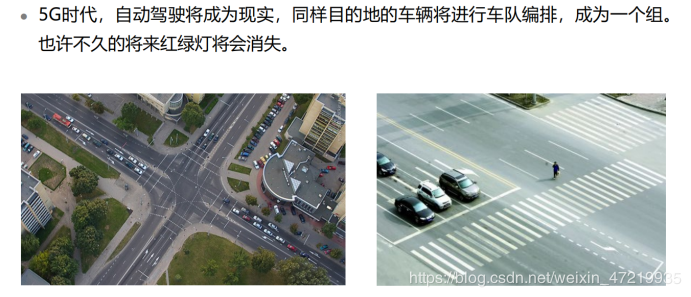 5G时代，自动驾驶将成为现实，同样目的地的车辆将进行车队编排，成为一个组。
也许不久的将来红绿灯将会消失。
https://blog.csdn.net/weixin_47219935